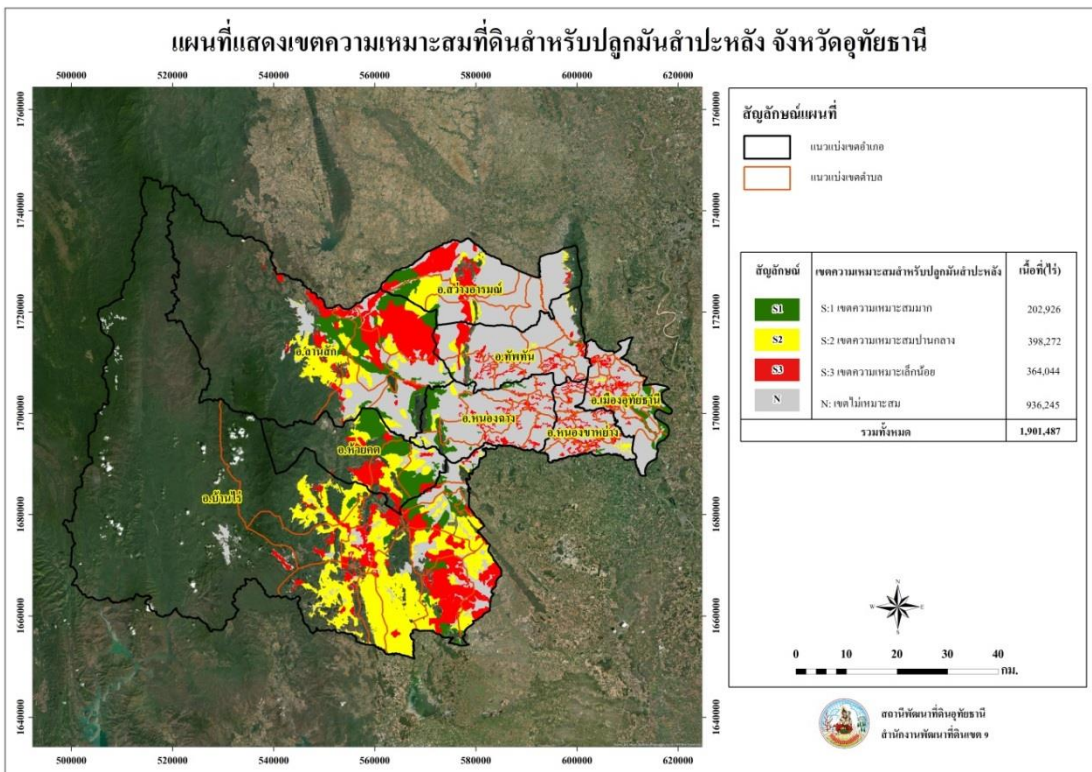 แผนที่แสดงเขตความเหมาะสมที่ดินสำหรับปลูกมันสำปะหลัง จังหวัดอุทัยธานี
500000 520000 540000 560000 580000 600000 620000
1760000 1760000
1740000 1740000
1720000 1720000
1700000 1700000
1680000 1680000
1660000 1660000
1640000 1640000
อ.สว่างอารมณ์
อ.ลานสัก
อ.ทัพทัน
อ.เมืองอุทัยธานี
อ.หนองฉาง
อ.หนองขาหย่าง
อ.ห้วยคต
อ.บ้านไร่
500000 520000 540000 560000 580000 600000 620000
สัญลักษณ์แผนที่
แนวแบ่งเขตอำเภอ
แนวแบ่งเขตตำบล
สัญลักษณ์ เขตความเหมาะสมสำหรับปลูกมันสำปะหลัง เนื้อที่(ไร่)
S1 S:1 เขตความเหมาะสมมาก 202,926
S2 S:2 เขตความเหมาะสมปานกลาง 398,272
S3 S:3 เขตความเหมาะเล็กน้อย 364,044
N N: เขตไม่เหมาะสม 936,245
รวมทั้งหมด 1,901,487
N
W E
S
0 10 20 30 40
กม.
สถานีพัฒนาที่ดินอุทัยธานี
สำนักงานพัฒนาที่ดินเขต 9